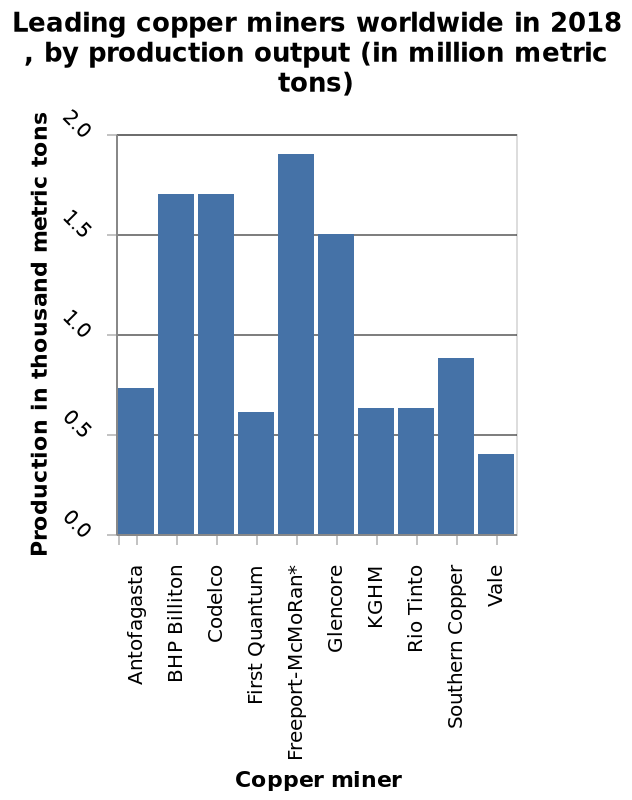 Leading copper miners worldwide in 2018
, by production output (in million metric
tons)
Production in thousand metric tons
2.0
1.5
1.0
0.5
0.0
Antofagasta
BHP Billiton
Codelco
First Quantum
Freeport-McMoRan*
Glencore
KGHM
Rio Tinto
Southern Copper
Vale
Copper miner